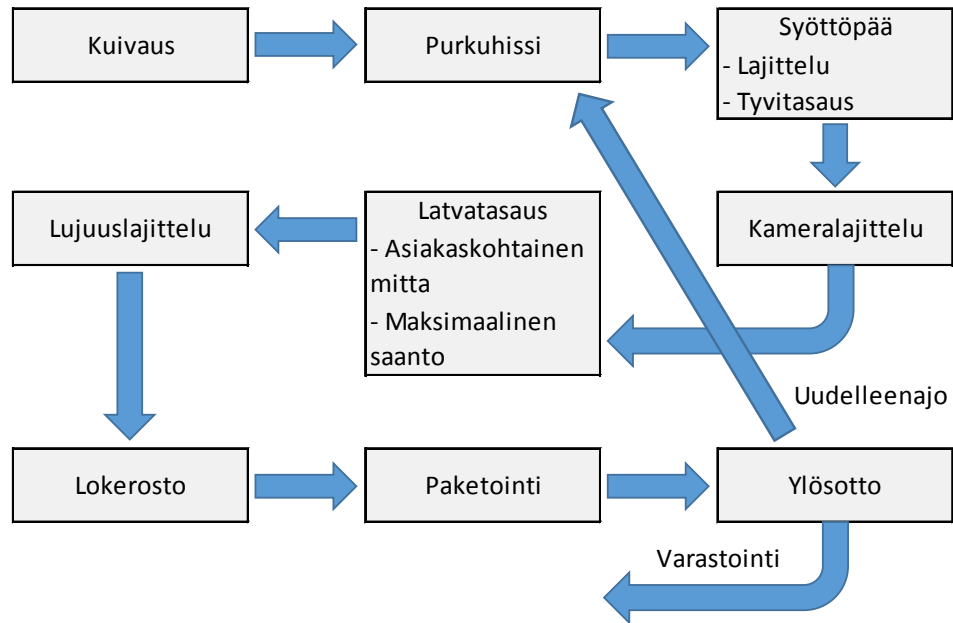 Kuivaus
Purkuhissi
Syöttöpää
- Lajittelu
- Tyvitasaus
Lujuuslajittelu
Latvatasaus
- Asiakaskohtainen
mitta
- Maksimaalinen
saanto
Kameralajittelu
Uudelleenajo
Lokerosto
Paketointi
Ylösotto
Varastointi